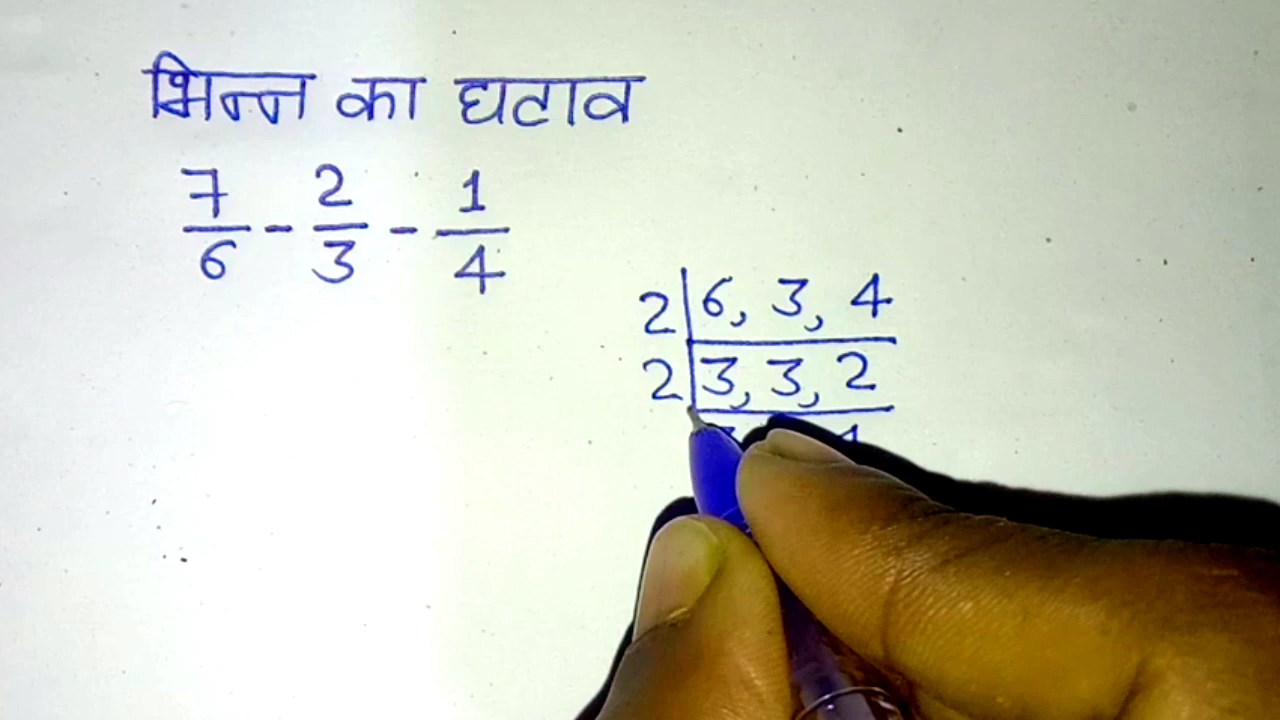 भिन्न का घटाव
7/6 - 2/3 - 1/4
2 | 6, 3, 4
2 | 3, 3, 2